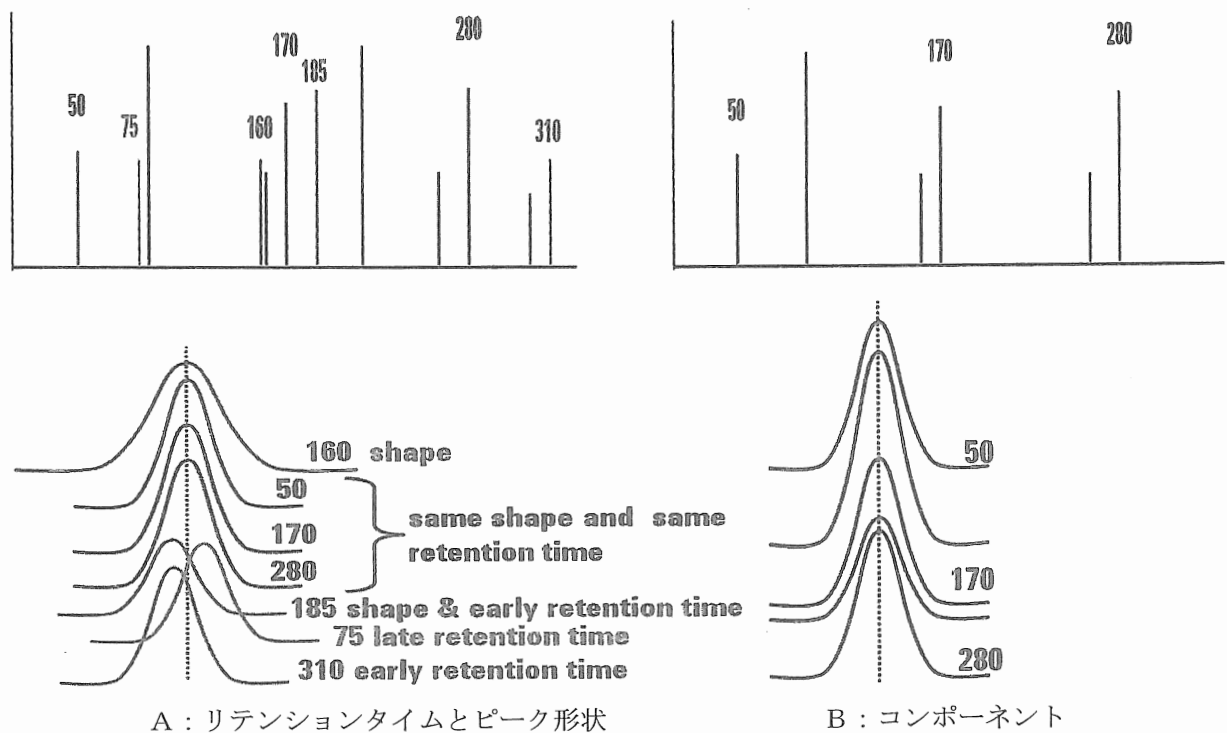 50
75
160
170
185
280
310
50
170
280
160 shape
50
170
280
same shape and same
retention time
185 shape & early retention time
75 late retention time
310 early retention time
50
170
280
A：リテンションタイムとピーク形状
B：コンポーネント